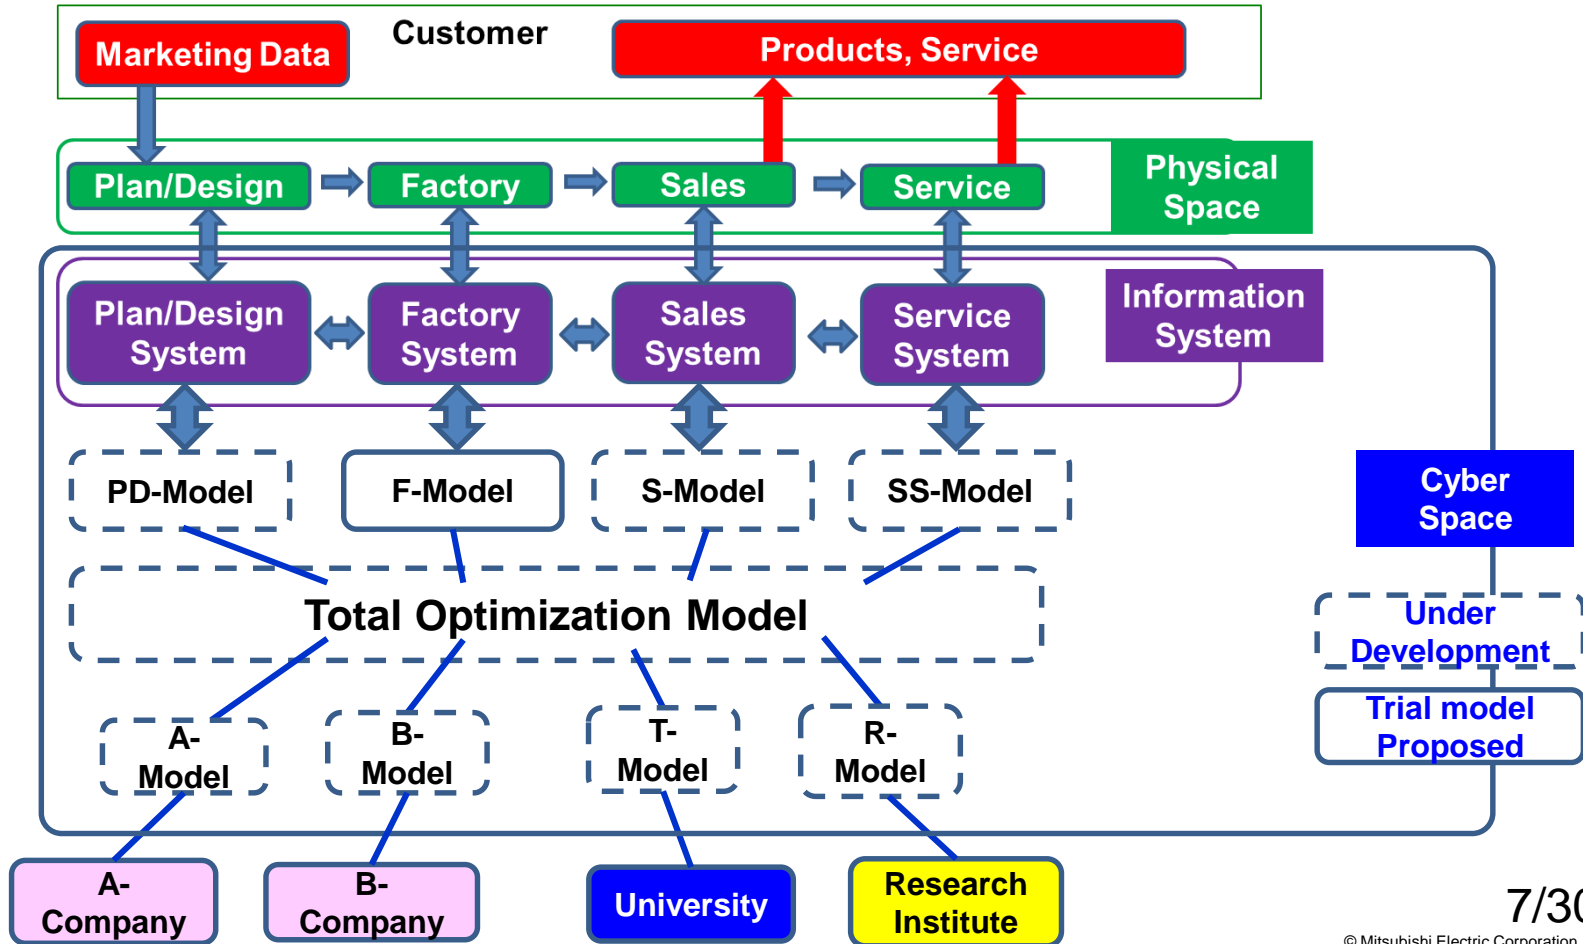 Customer
Marketing Data
Products, Service
Plan/Design
Factory
Sales
Service
Physical
Space
Plan/Design
System
Factory
System
Sales
System
Service
System
Information
System
PD-Model
F-Model
S-Model
SS-Model
Cyber
Space
Total Optimization Model
Under
Development
Trial model
Proposed
A-
Model
B-
Model
T-
Model
R-
Model
A-
Company
B-
Company
University
Research
Institute
7/30
© Mitsubishi Electric Corporation